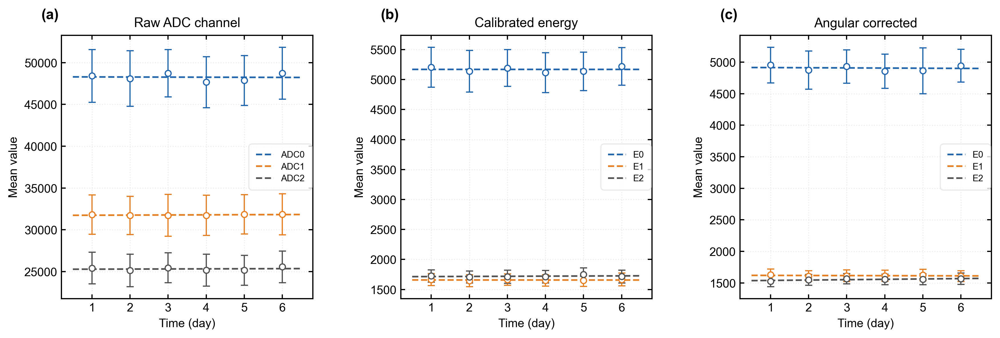 (a)
Raw ADC channel
50000
45000
40000
35000
30000
25000
Mean value
ADC0
ADC1
ADC2
1 2 3 4 5 6
Time (day)
(b)
Calibrated energy
5500
5000
4500
4000
3500
3000
2500
2000
1500
Mean value
E0
E1
E2
1 2 3 4 5 6
Time (day)
(c)
Angular corrected
5000
4500
4000
3500
3000
2500
2000
1500
Mean value
E0
E1
E2
1 2 3 4 5 6
Time (day)